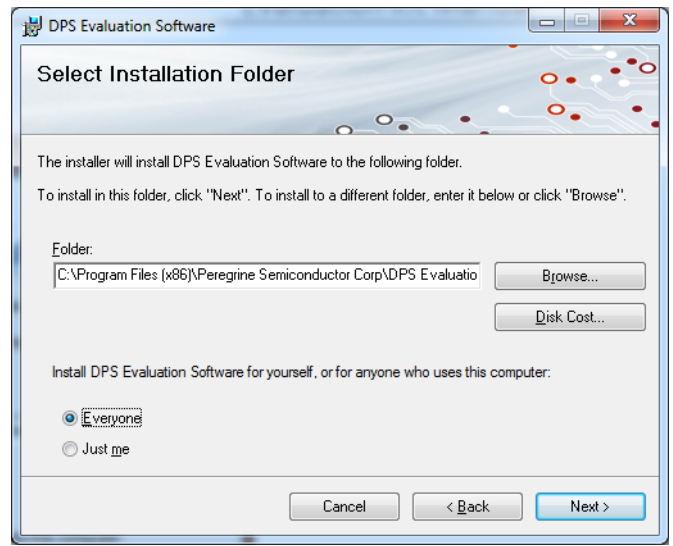 DPS Evaluation Software
Select Installation Folder
The installer will install DPS Evaluation Software to the following folder.
To install in this folder, click "Next". To install to a different folder, enter it below or click "Browse".
Folder:
C:\Program Files (x86)\Peregrine Semiconductor Corp\DPS Evaluatio
Browse...
Disk Cost...
Install DPS Evaluation Software for yourself, or for anyone who uses this computer:
Everyone
Just me
Cancel
< Back
Next >